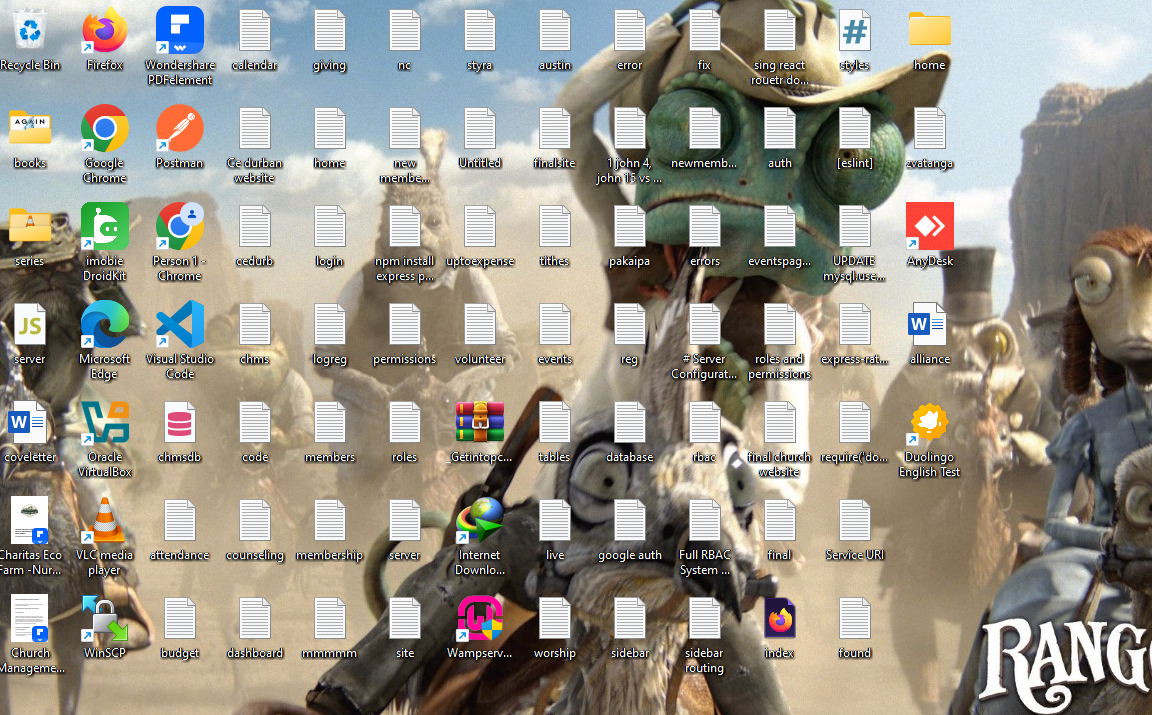 Recycle Bin
Firefox
Wondershare
PDFelement
calendar
giving
nc
styra
austin
error
fix
sing react
rouetr do...
styles
home
AGAIN
books
Google
Chrome
Postman
Ce durban
website
home
new
membe...
Untitled
finalsite
1 john 4,
john 15 vs ...
newmemb...
auth
[eslint]
zvatanga
series
imobie
DroidKit
Person 1 -
Chrome
cedurb
login
npm install
express p...
uptoexpense
tithes
pakaipa
errors
eventspag...
UPDATE
mysql.use...
AnyDesk
JS
server
Microsoft
Edge
Visual Studio
Code
chms
logreg
permissions
volunteer
events
reg
# Server
Configurat...
roles and
permissions
express-rat...
W
alliance
W
coveletter
Oracle
VirtualBox
chmsdb
code
members
roles
_Getintopc...
tables
database
rbac
final church
website
require('do...
Duolingo
English Test
Charitas Eco
Farm -Nur...
VLC media
player
attendance
counseling
membership
server
Internet
Downlo...
live
google auth
Full RBAC
System ...
final
Service URI
Church
Manageme...
WinSCP
budget
dashboard
mmmmm
site
Wampserv...
worship
sidebar
sidebar
routing
index
found
RANG